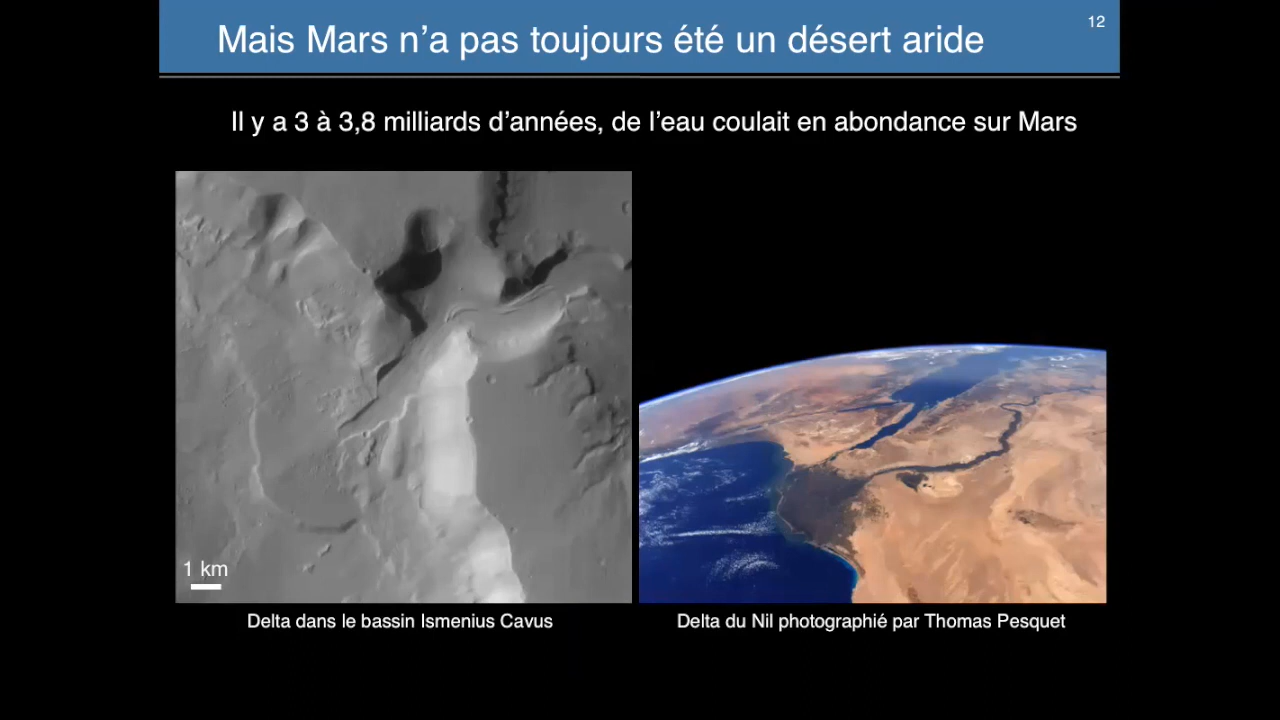 Mais Mars n'a pas toujours été un désert aride
12
Il y a 3 à 3,8 milliards d'années, de l'eau coulait en abondance sur Mars
1 km
Delta dans le bassin Ismenius Cavus
Delta du Nil photographié par Thomas Pesquet